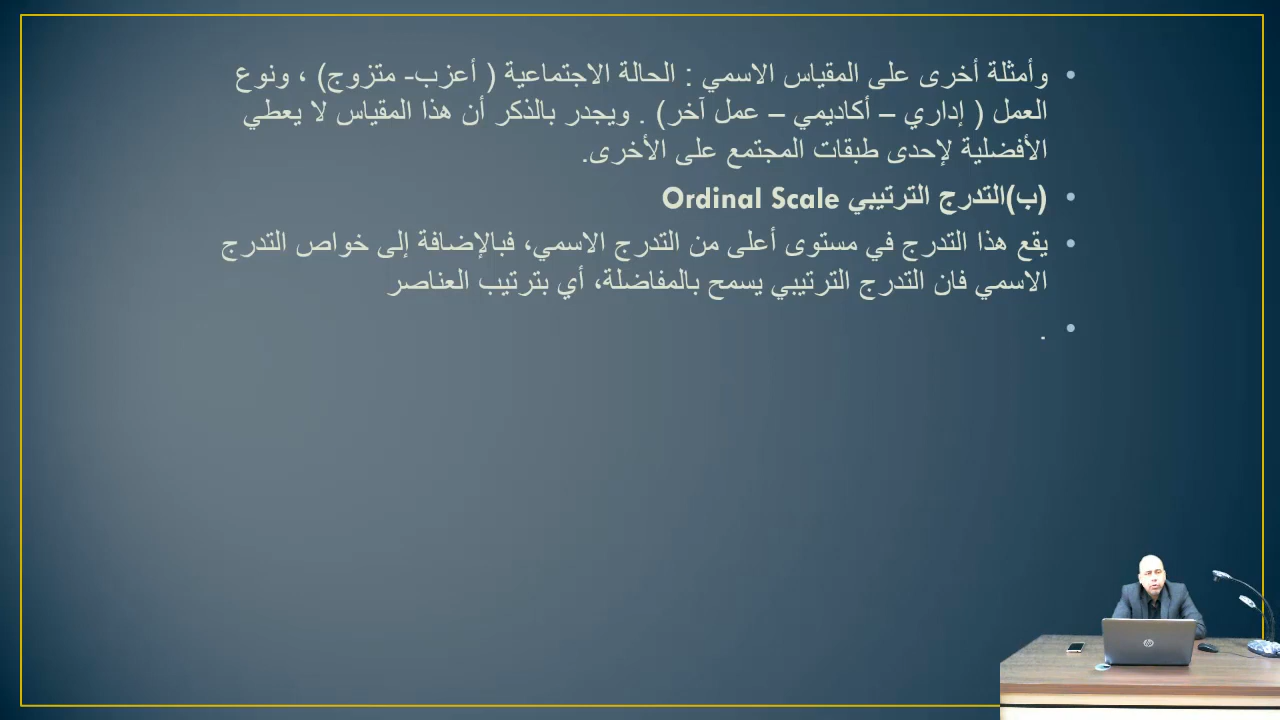 • وأمثلة أخرى على المقياس الاسمي : الحالة الاجتماعية ( أعزب- متزوج) ، ونوع
العمل ( إداري – أكاديمي – عمل آخر) . ويجدر بالذكر أن هذا المقياس لا يعطي
الأفضلية لإحدى طبقات المجتمع على الأخرى.
• (ب)التدرج الترتيبي Ordinal Scale
• يقع هذا التدرج في مستوى أعلى من التدرج الاسمي، فبالإضافة إلى خواص التدرج
الاسمي فان التدرج الترتيبي يسمح بالمفاضلة، أي بترتيب العناصر
• .
hp